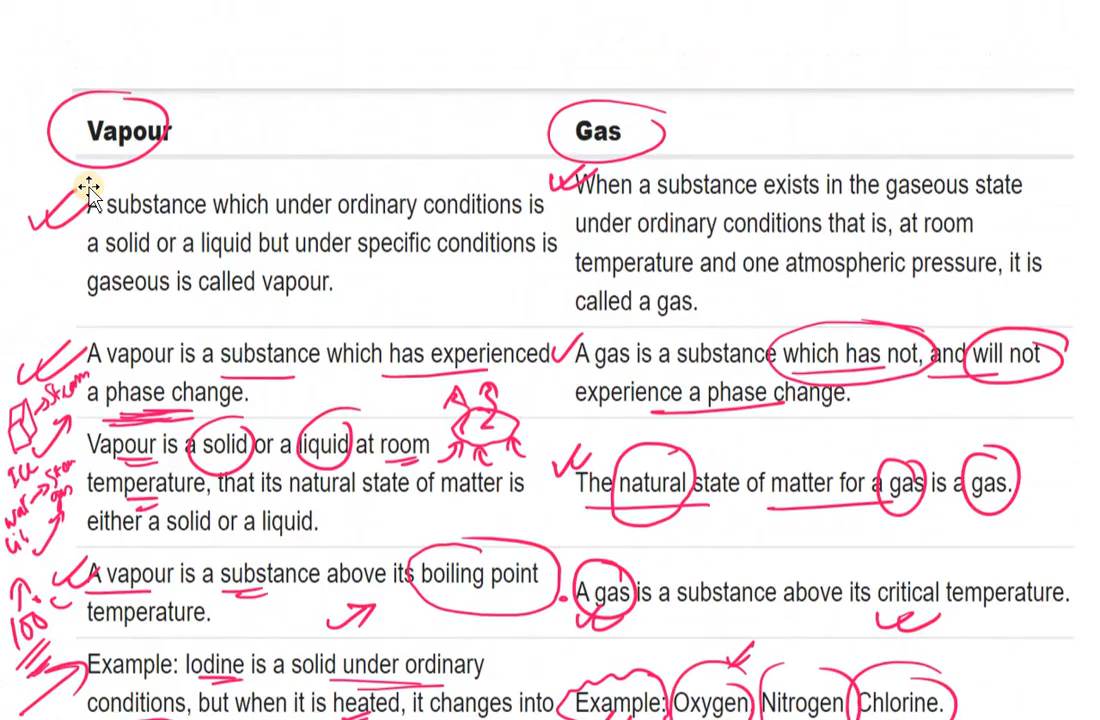 Vapour
Gas
A substance which under ordinary conditions is
a solid or a liquid but under specific conditions is
gaseous is called vapour.
When a substance exists in the gaseous state
under ordinary conditions that is, at room
temperature and one atmospheric pressure, it is
called a gas.
A vapour is a substance which has experienced
a phase change.
A gas is a substance which has not, and will not
experience a phase change.
Vapour is a solid or a liquid at room
temperature, that its natural state of matter is
either a solid or a liquid.
The natural state of matter for a gas is a gas.
A vapour is a substance above its boiling point
temperature.
A gas is a substance above its critical temperature.
Example: Iodine is a solid under ordinary
conditions, but when it is heated, it changes into
Example: Oxygen Nitrogen Chlorine.
100